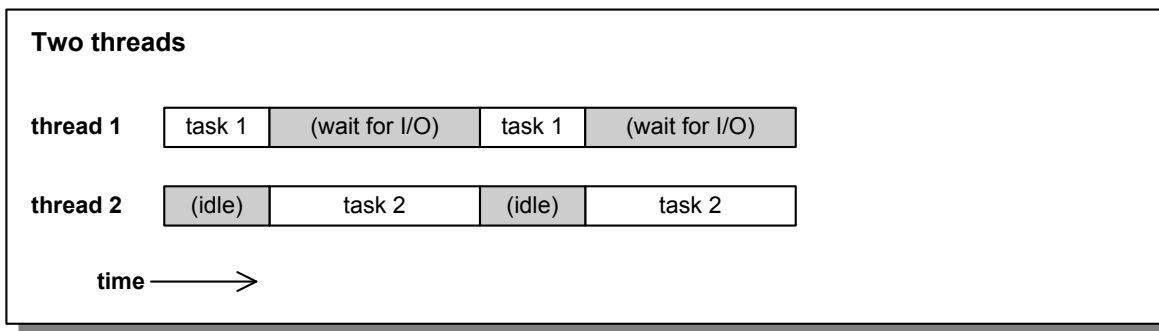 Two threads
thread 1 task 1 (wait for I/O) task 1 (wait for I/O)
thread 2 (idle) task 2 (idle) task 2
time